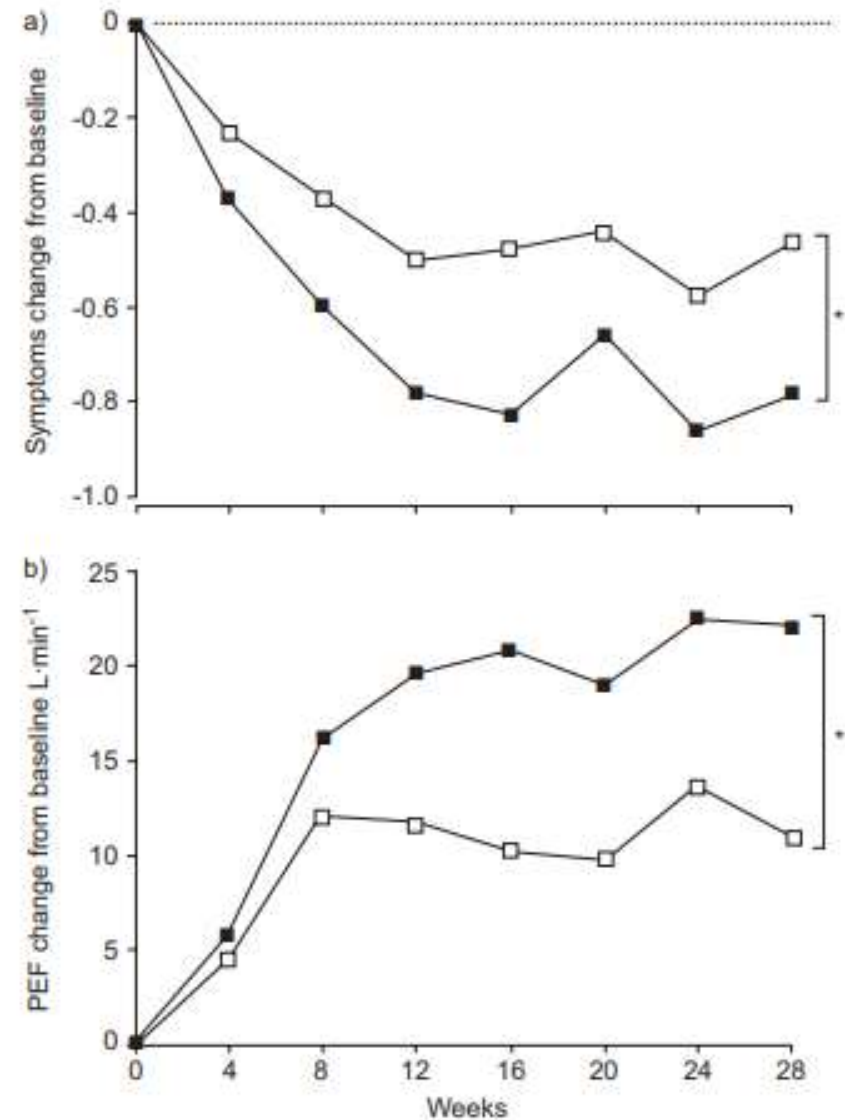 a)
Symptoms change from baseline
0
-0.2
-0.4
-0.6
-0.8
-1.0
*
b)
PEF change from baseline L·min⁻¹
25
20
15
10
5
0
*
0 4 8 12 16 20 24 28
Weeks